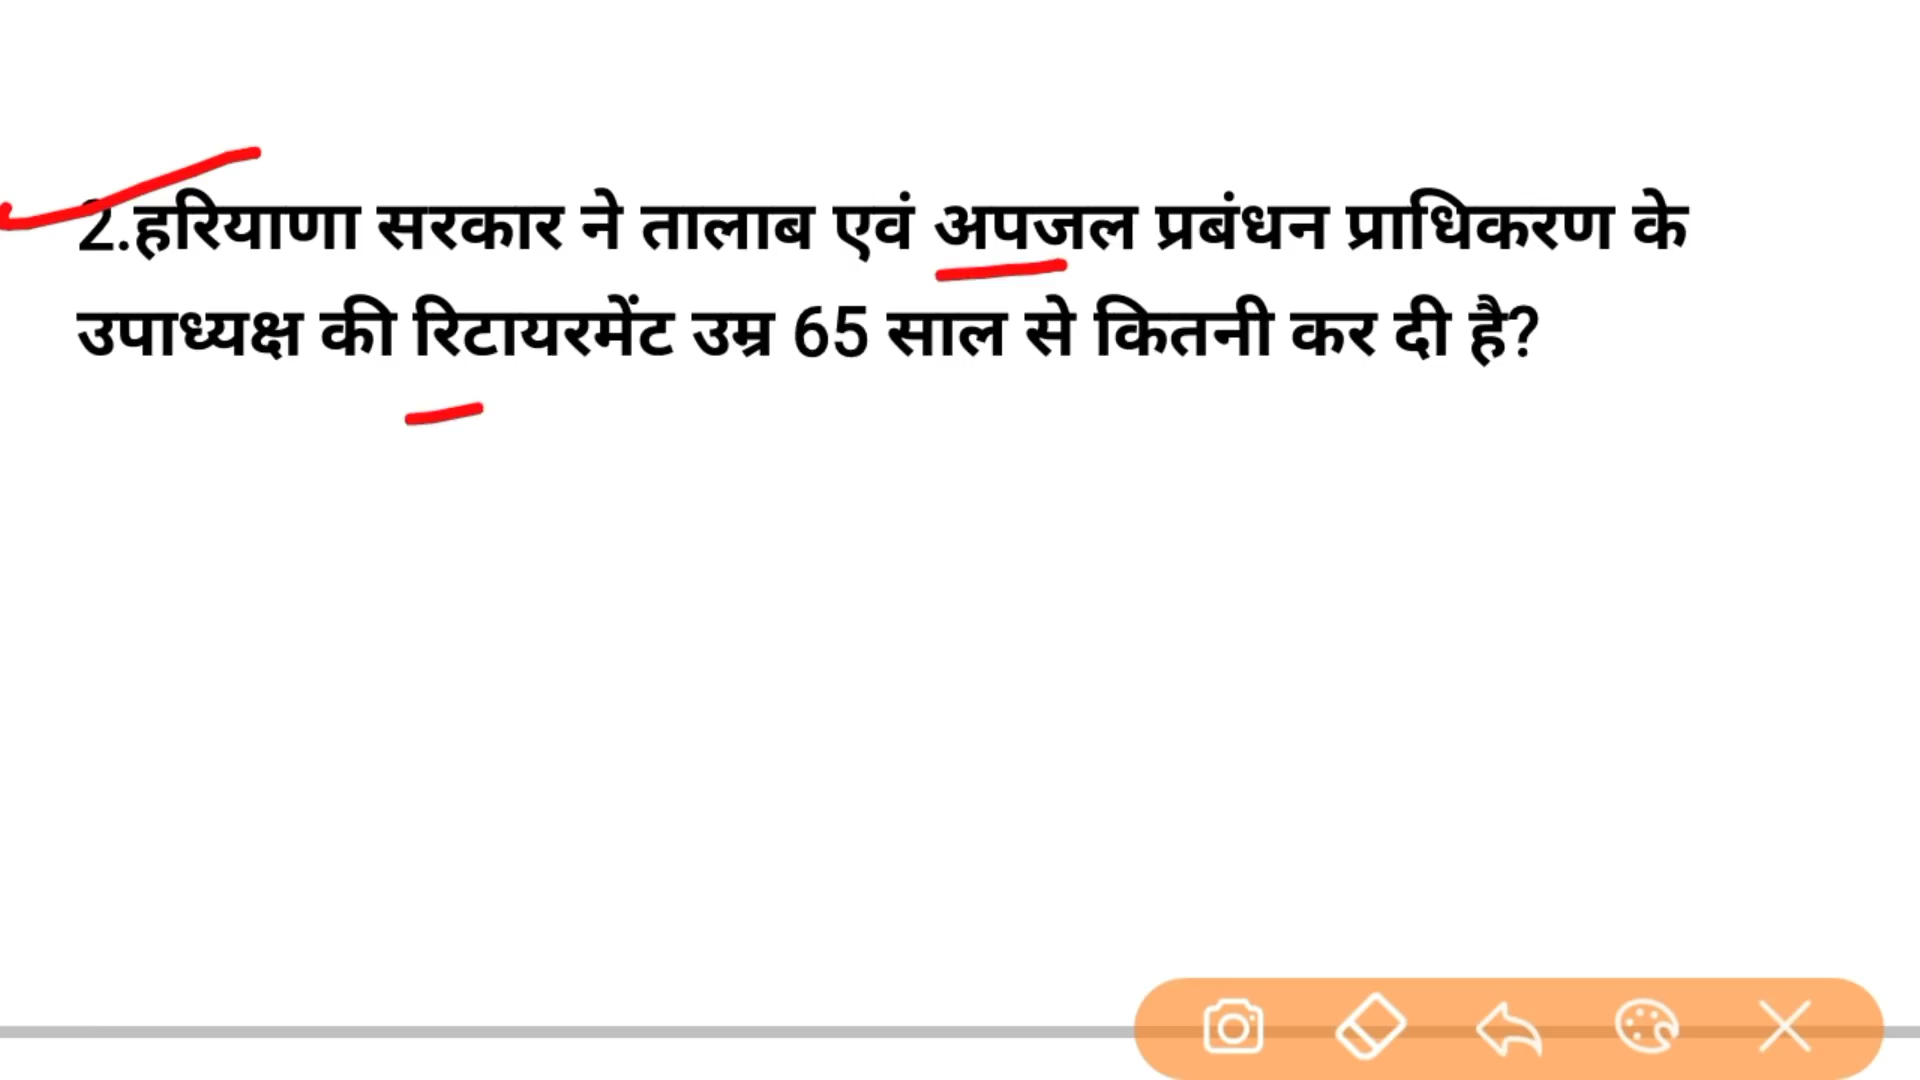 2.हरियाणा सरकार ने तालाब एवं अपजल प्रबंधन प्राधिकरण के
उपाध्यक्ष की रिटायरमेंट उम्र 65 साल से कितनी कर दी है?